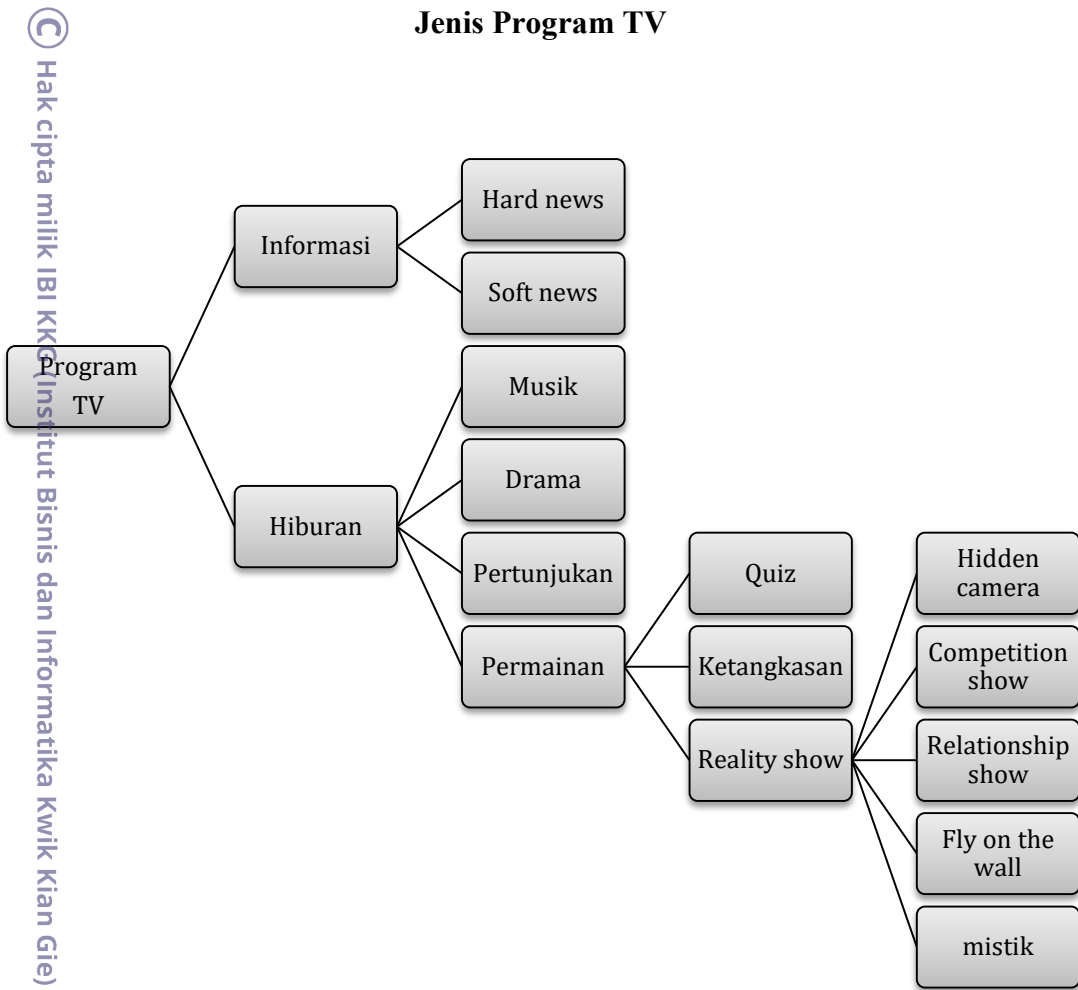 Jenis Program TV
© Hak cipta milik IBI KKG (Institut Bisnis dan Informatika Kwik Kian Gie)
Program
TV
Informasi
Hard news
Soft news
Hiburan
Musik
Drama
Pertunjukan
Permainan
Quiz
Ketangkasan
Reality show
Hidden
camera
Competition
show
Relationship
show
Fly on the
wall
mistik